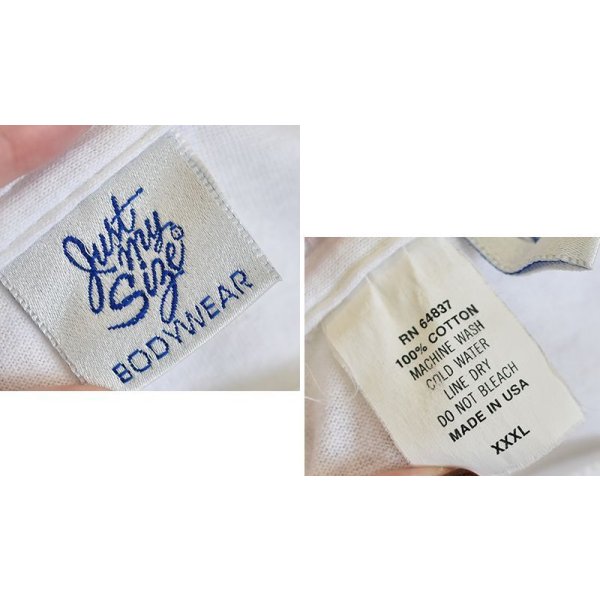 Just
my
Size
BODYWEAR
RN 64837
100% COTTON
MACHINE WASH
COLD WATER
LINE DRY
DO NOT BLEACH
MADE IN USA
XXXL